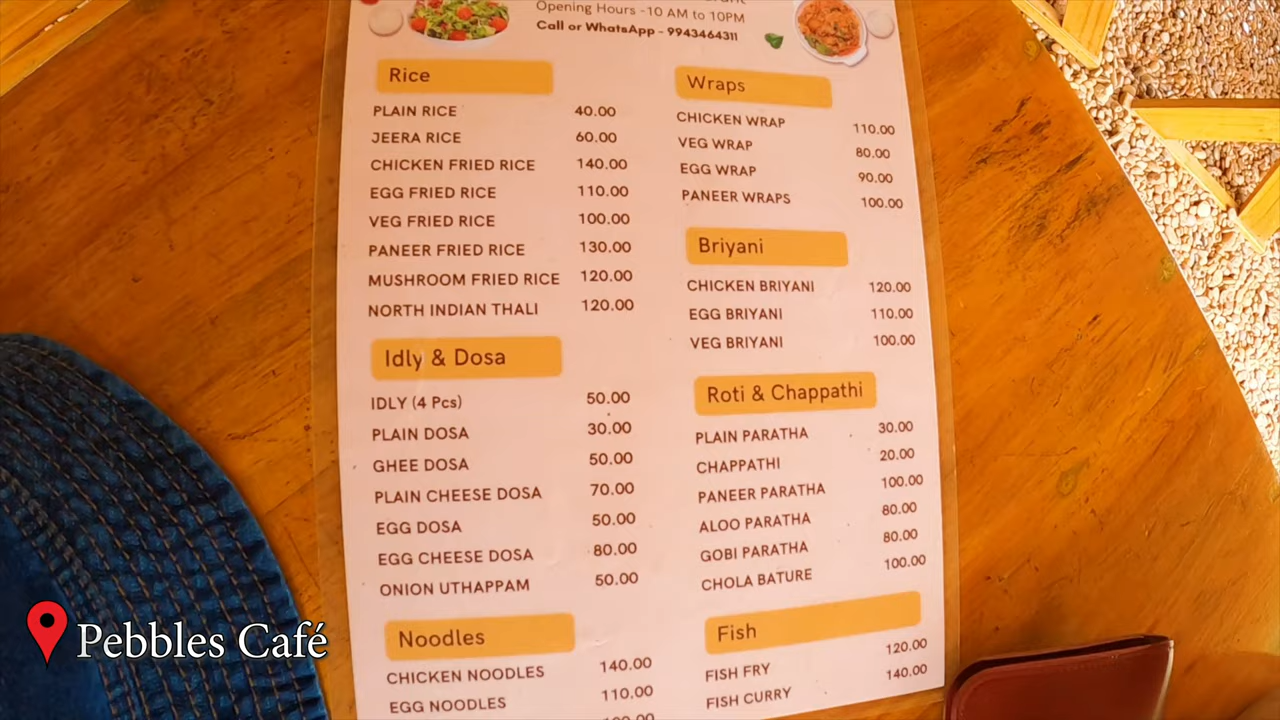 Opening Hours -10 AM to 10PM
Call or WhatsApp - 9943464311
Rice
PLAIN RICE 40.00
JEERA RICE 60.00
CHICKEN FRIED RICE 140.00
EGG FRIED RICE 110.00
VEG FRIED RICE 100.00
PANEER FRIED RICE 130.00
MUSHROOM FRIED RICE 120.00
NORTH INDIAN THALI 120.00
Idly & Dosa
IDLY (4 Pcs) 50.00
PLAIN DOSA 30.00
GHEE DOSA 50.00
PLAIN CHEESE DOSA 70.00
EGG DOSA 50.00
EGG CHEESE DOSA 80.00
ONION UTHAPPAM 50.00
Noodles
CHICKEN NOODLES 140.00
EGG NOODLES 110.00
Wraps
CHICKEN WRAP 110.00
VEG WRAP 80.00
EGG WRAP 90.00
PANEER WRAPS 100.00
Briyani
CHICKEN BRIYANI 120.00
EGG BRIYANI 110.00
VEG BRIYANI 100.00
Roti & Chappathi
PLAIN PARATHA 30.00
CHAPPATHI 20.00
PANEER PARATHA 100.00
ALOO PARATHA 80.00
GOBI PARATHA 80.00
CHOLA BATURE 100.00
Fish
FISH FRY 120.00
FISH CURRY 140.00
Pebbles Café